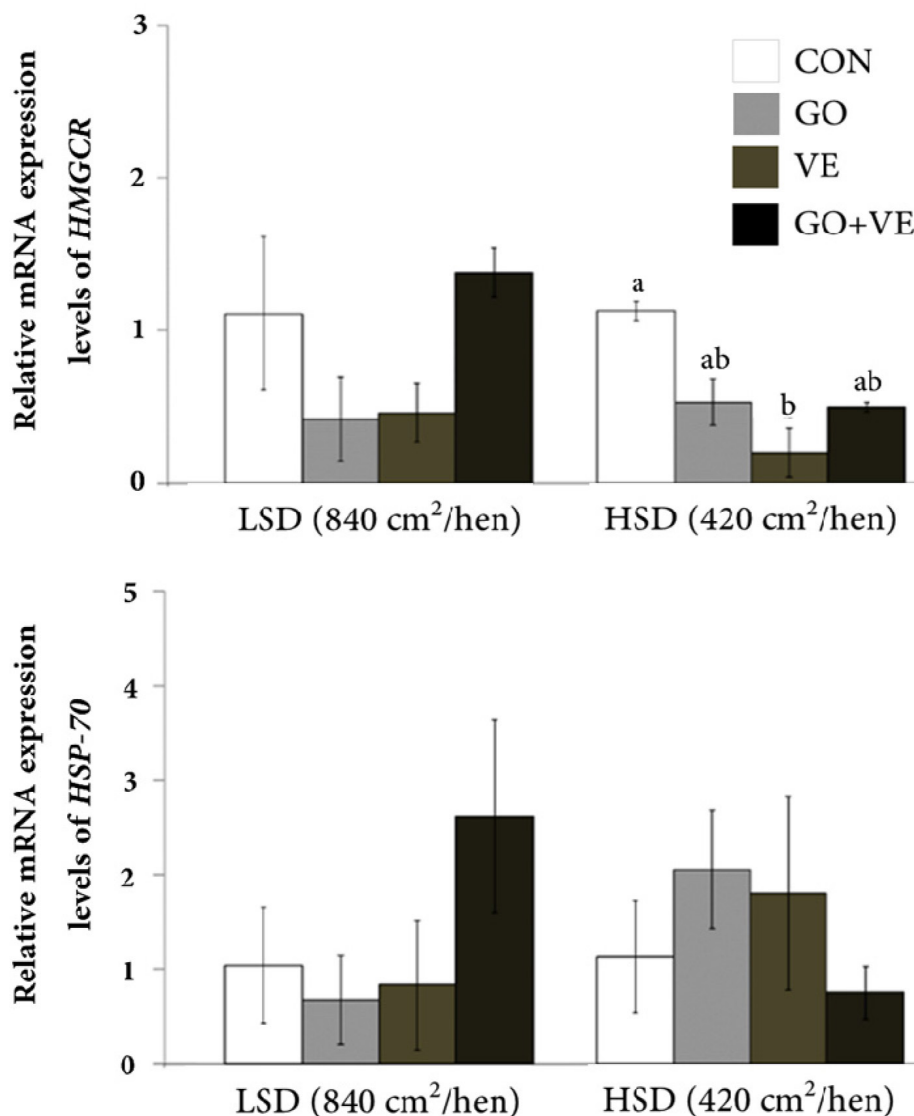 Relative mRNA expression
levels of HMGCR
3
2
1
0
CON
GO
VE
GO+VE
a
ab
b
ab
LSD (840 cm²/hen)
HSD (420 cm²/hen)
Relative mRNA expression
levels of HSP-70
5
4
3
2
1
0
LSD (840 cm²/hen)
HSD (420 cm²/hen)